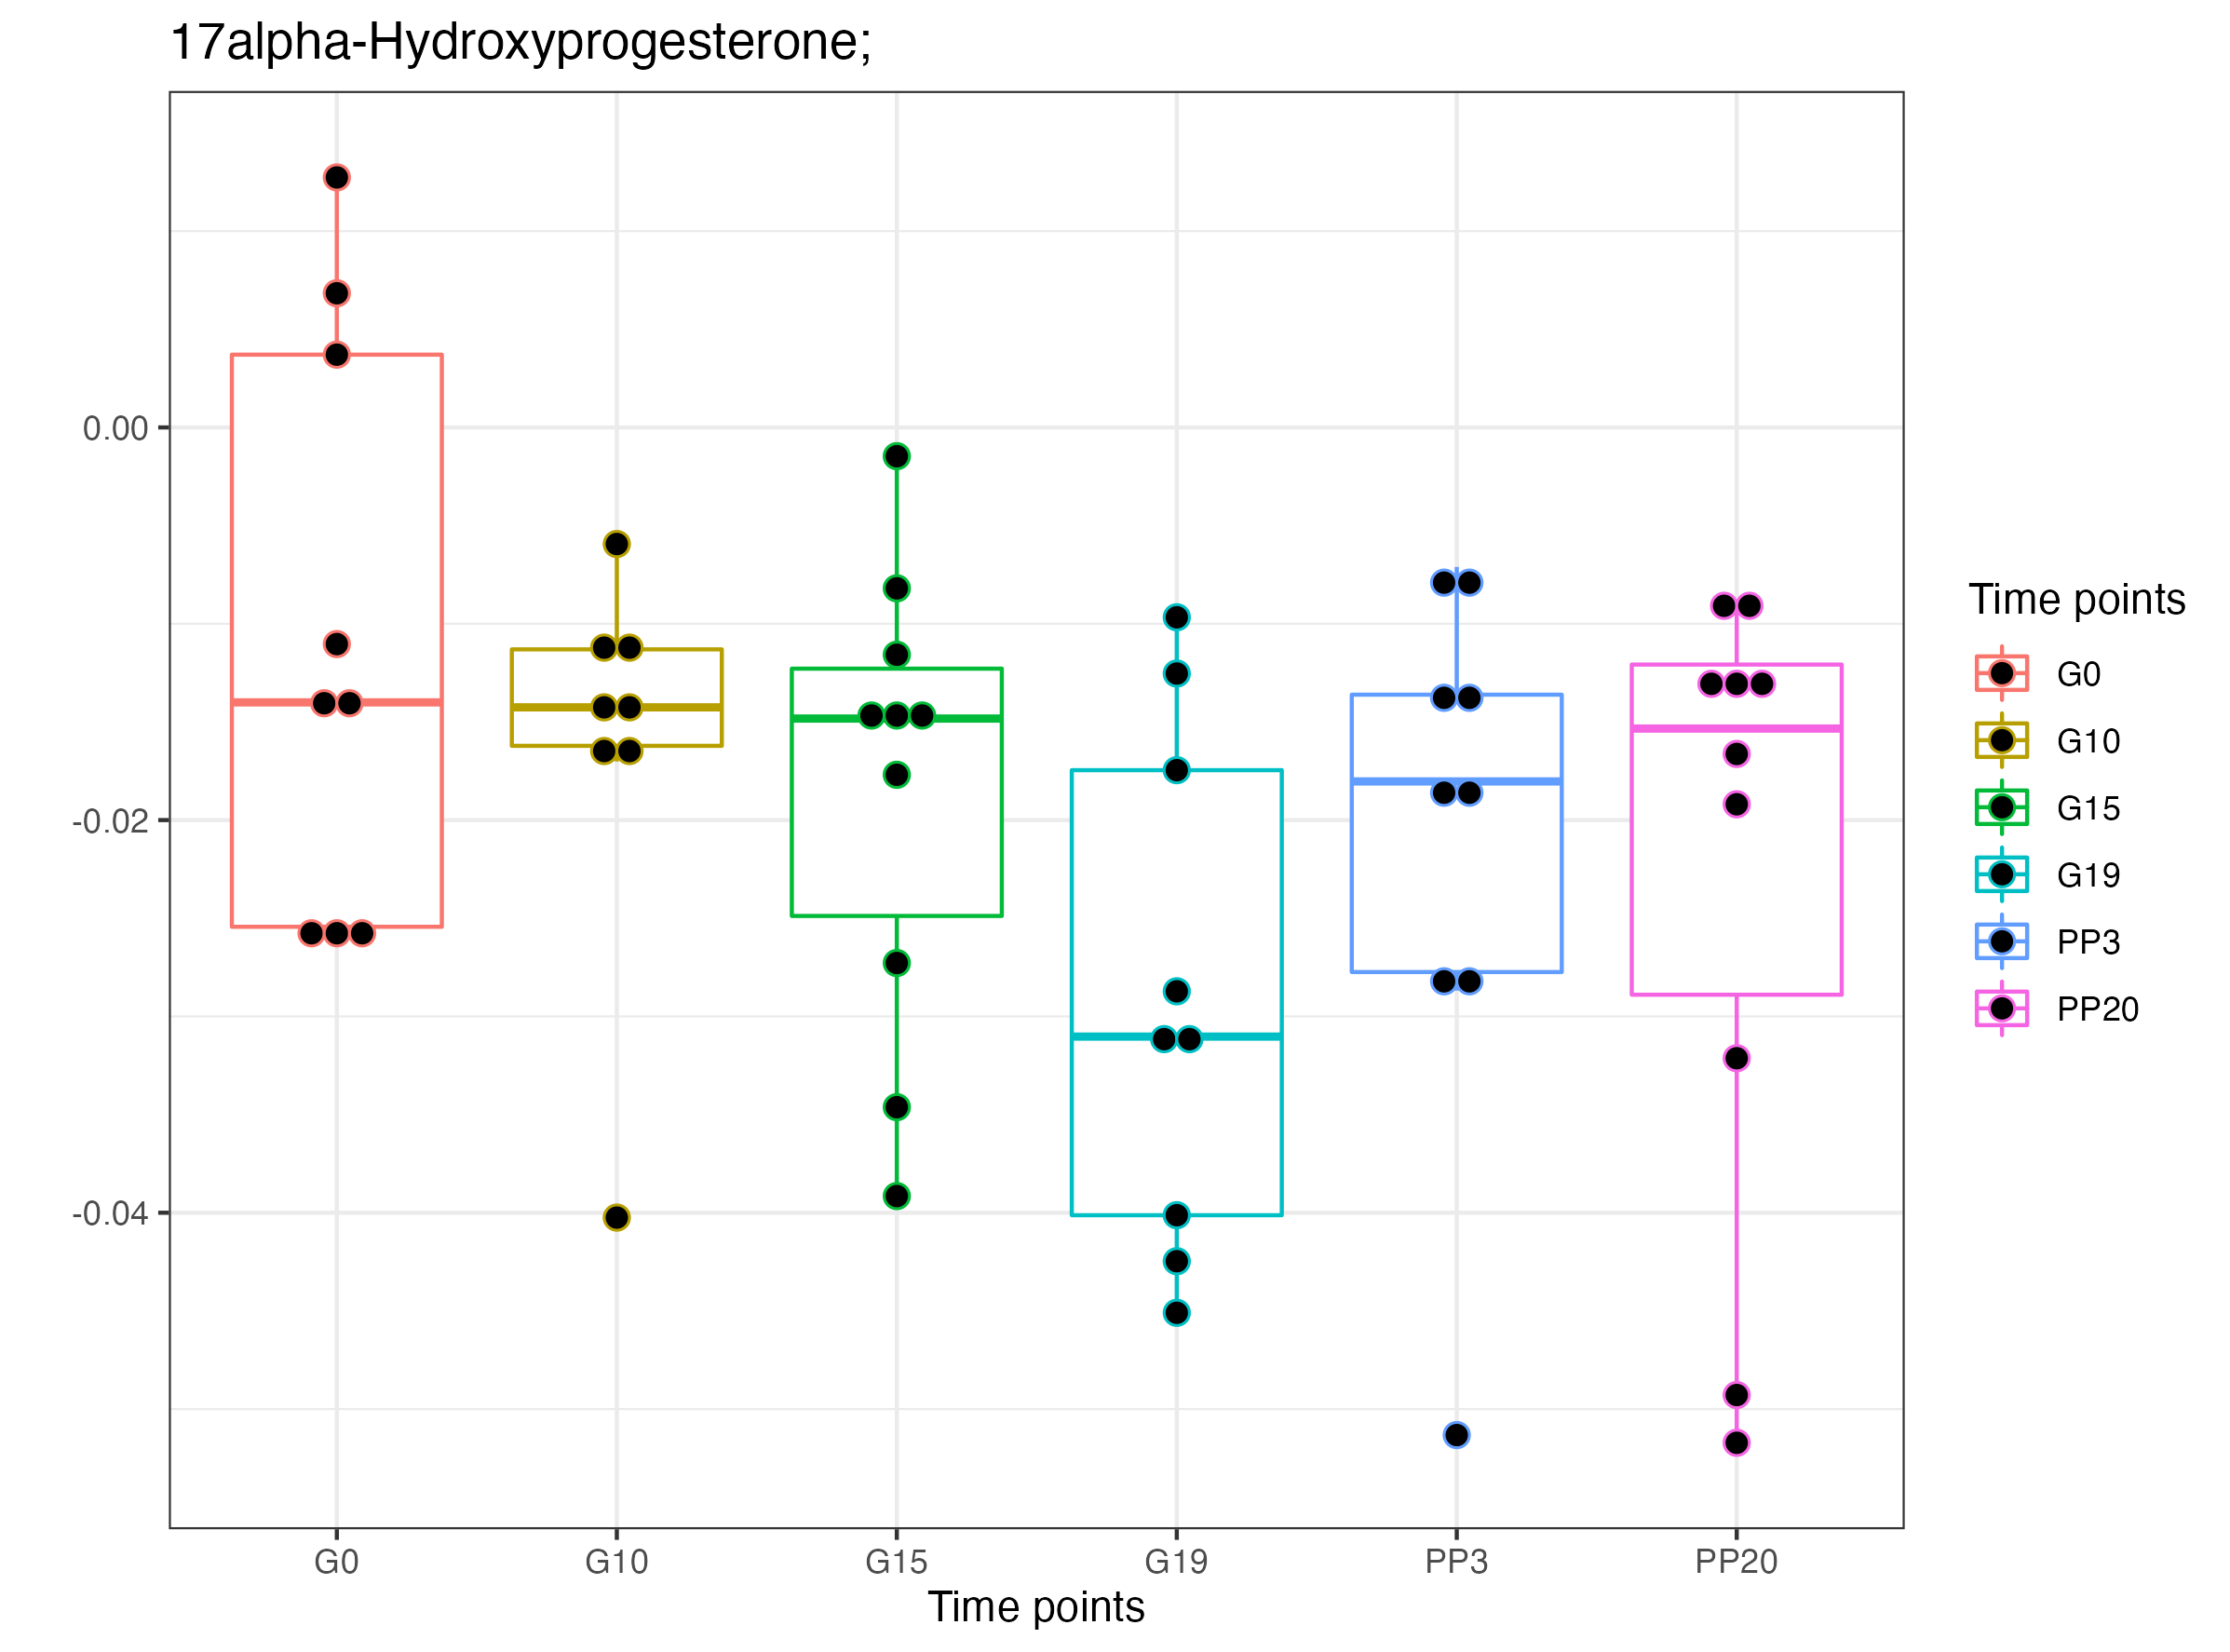 17alpha-Hydroxyprogesterone;
0.00
-0.02
-0.04
G0 G10 G15 G19 PP3 PP20
Time points
Time points
G0
G10
G15
G19
PP3
PP20